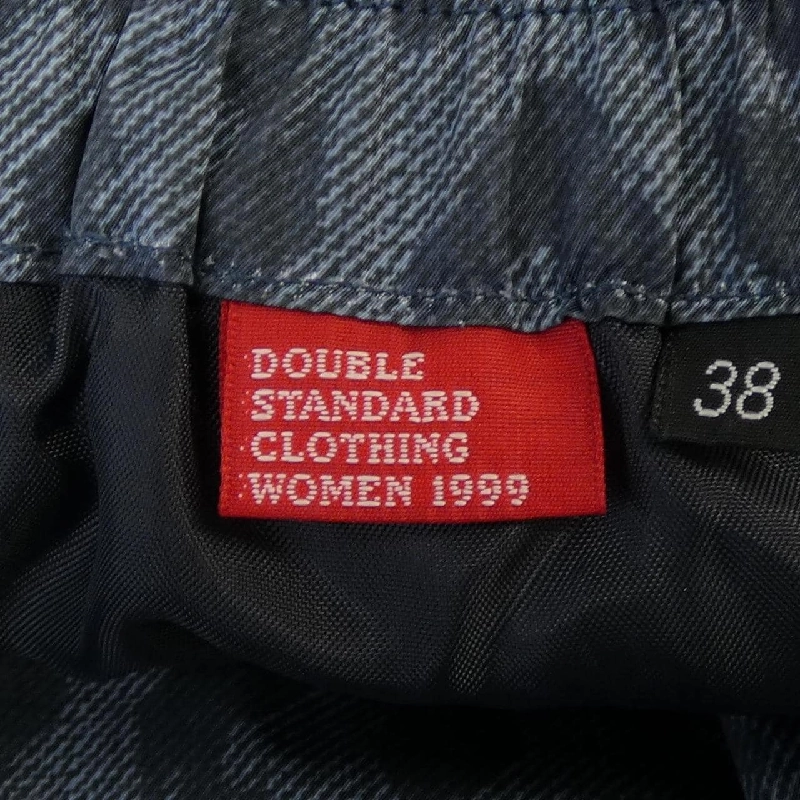 DOUBLE
STANDARD
CLOTHING
WOMEN 1999
38